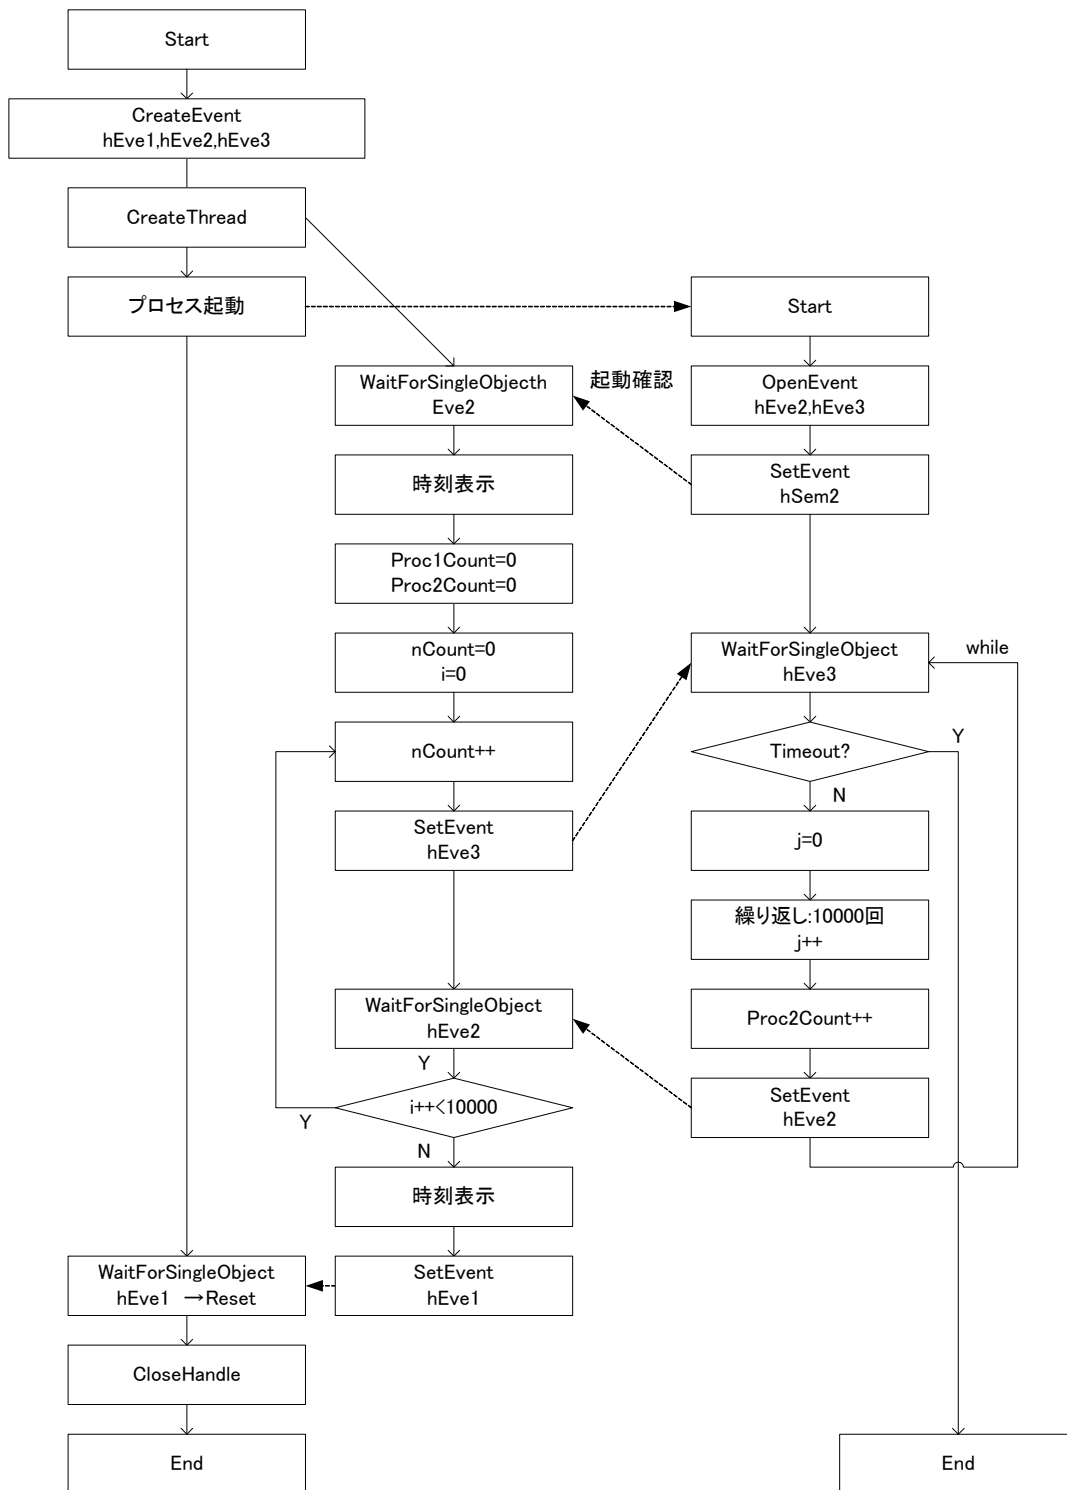 Start
CreateEvent
hEve1,hEve2,hEve3
CreateThread
プロセス起動
WaitForSingleObjecth
Eve2
時刻表示
Proc1Count=0
Proc2Count=0
nCount=0
i=0
nCount++
SetEvent
hEve3
WaitForSingleObject
hEve2
Y
i++<10000
Y
N
時刻表示
SetEvent
hEve1
WaitForSingleObject
hEve1 →Reset
CloseHandle
End
Start
起動確認
OpenEvent
hEve2,hEve3
SetEvent
hSem2
while
WaitForSingleObject
hEve3
Timeout?
Y
N
j=0
繰り返し:10000回
j++
Proc2Count++
SetEvent
hEve2
End